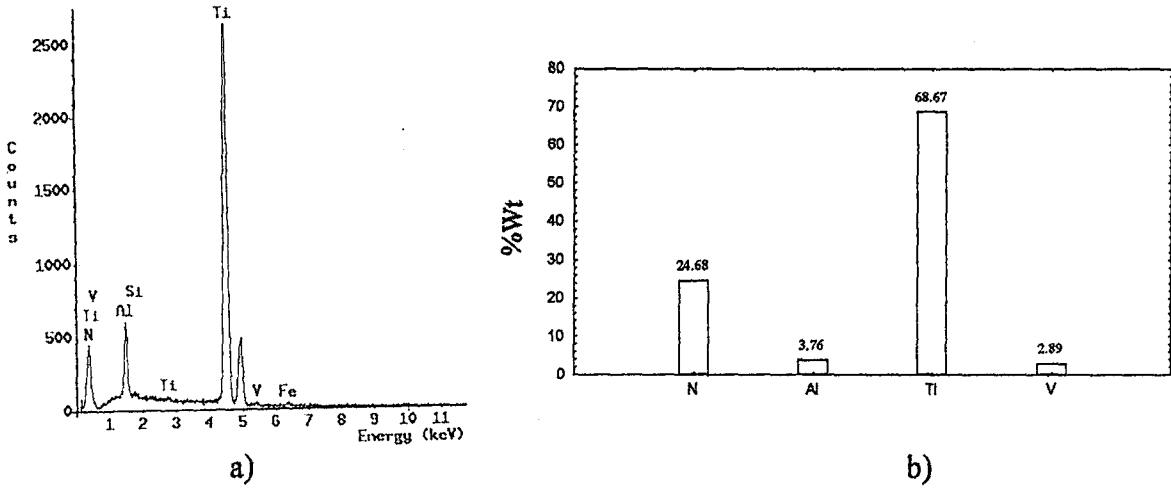 Ti
2500
2000
1500
1000
500
0
Counts
V
Ti
N
Si
Al
Ti
V
Fe
1 2 3 4 5 6 7 8 9 10 11
Energy (keV)
a)
80
70
60
50
40
30
20
10
0
%Wt
24.68
3.76
68.67
2.89
N Al Ti V
b)